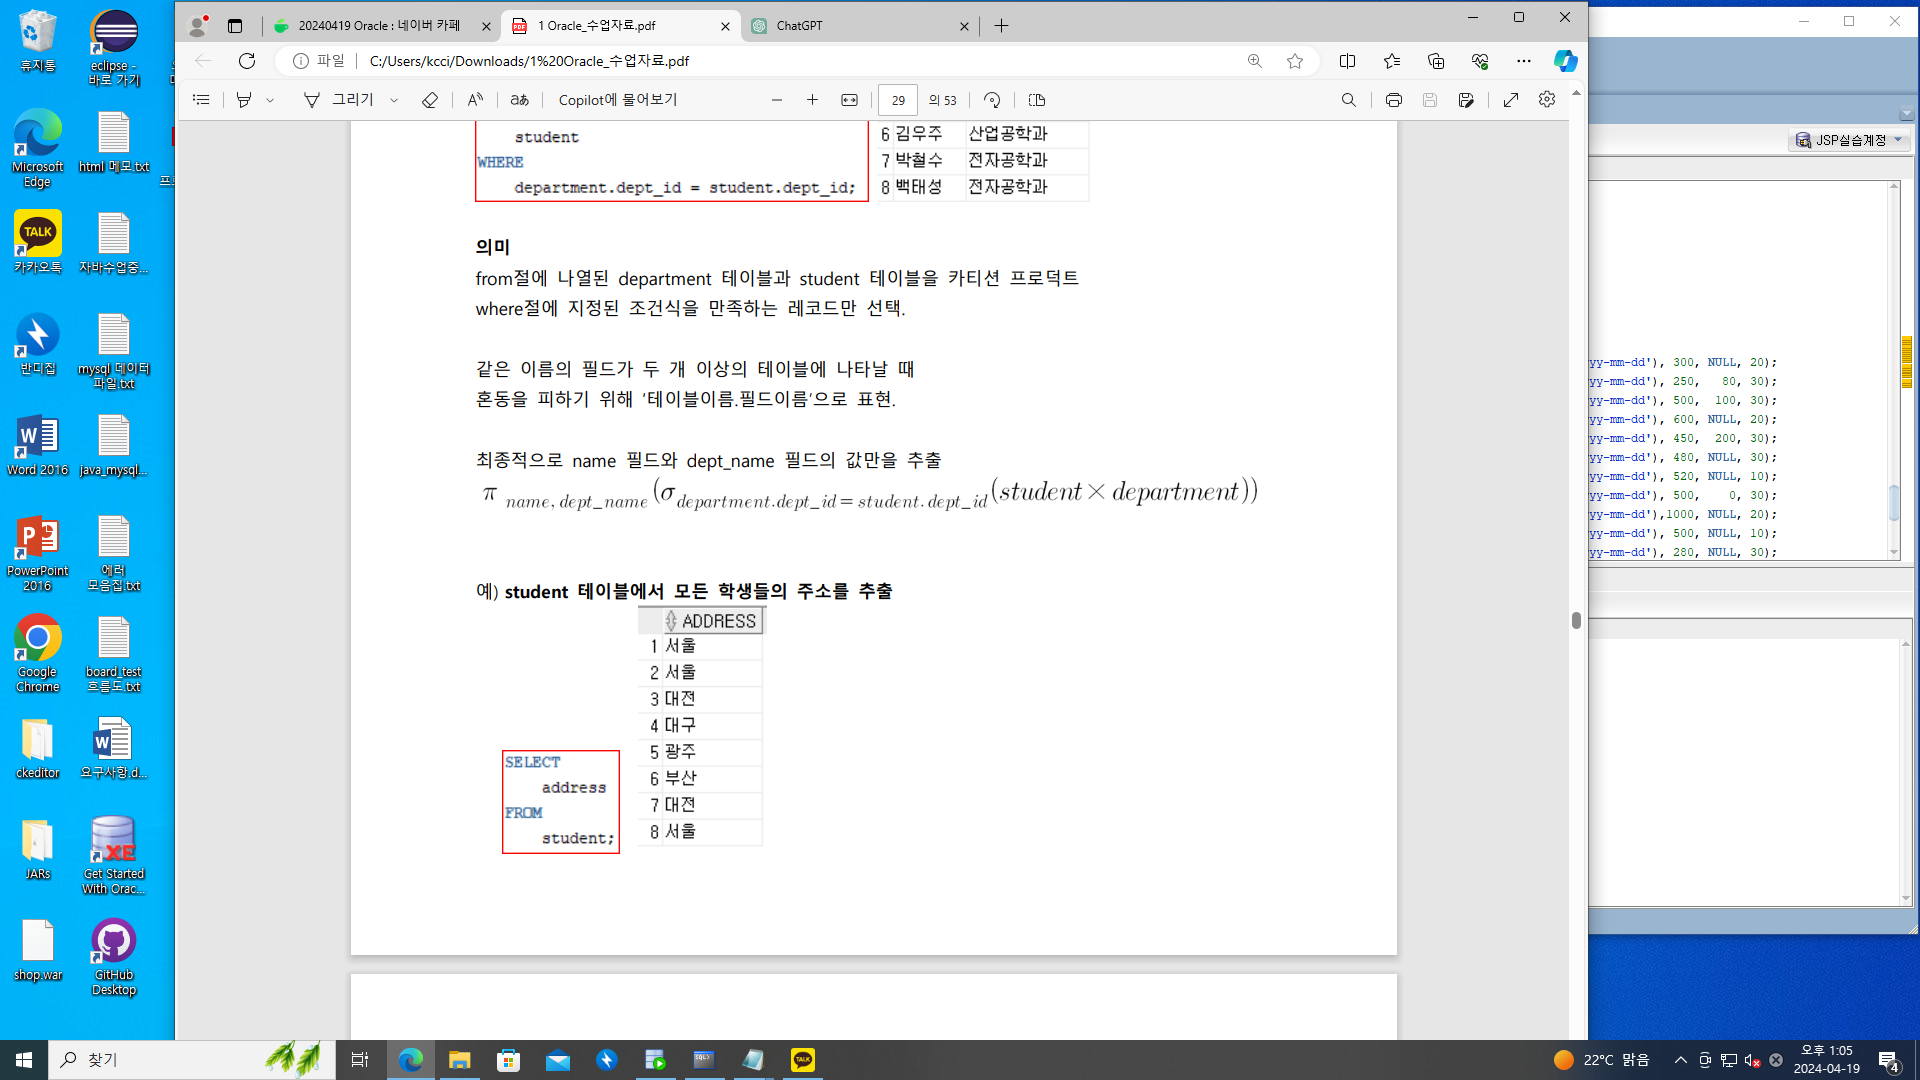 20240419 Oracle : 네이버 카페
1 Oracle_수업자료.pdf
ChatGPT
파일
C:/Users/kcci/Downloads/1%20Oracle_수업자료.pdf
그리기
Copilot에 물어보기
29
의 53
student
WHERE
department.dept_id = student.dept_id;
6 김우주 산업공학과
7 박철수 전자공학과
8 백태성 전자공학과
의미
from절에 나열된 department 테이블과 student 테이블을 카티션 프로덕트
where절에 지정된 조건식을 만족하는 레코드만 선택.
같은 이름의 필드가 두 개 이상의 테이블에 나타날 때
혼동을 피하기 위해 '테이블이름.필드이름'으로 표현.
최종적으로 name 필드와 dept_name 필드의 값만을 추출
π name, dept_name (σ department.dept_id = student.dept_id (student × department))
예) student 테이블에서 모든 학생들의 주소를 추출
ADDRESS
1 서울
2 서울
3 대전
4 대구
5 광주
6 부산
7 대전
8 서울
SELECT
address
FROM
student;
JSP실습계정
yy-mm-dd'), 300, NULL, 20);
yy-mm-dd'), 250, 80, 30);
yy-mm-dd'), 500, 100, 30);
yy-mm-dd'), 600, NULL, 20);
yy-mm-dd'), 450, 200, 30);
yy-mm-dd'), 480, NULL, 30);
yy-mm-dd'), 520, NULL, 10);
yy-mm-dd'), 500, 0, 30);
yy-mm-dd'),1000, NULL, 20);
yy-mm-dd'), 500, NULL, 10);
yy-mm-dd'), 280, NULL, 30);
휴지통
eclipse -
바로 가기
Microsoft
Edge
html 메모.txt
TALK
카카오톡
자바수업중...
반디집
mysql 데이터
파일.txt
Word 2016
java_mysql...
PowerPoint
2016
에러
모음집.txt
Google
Chrome
board_test
흐름도.txt
ckeditor
요구사항.d...
JARs
XE
Get Started
With Orac...
shop.war
GitHub
Desktop
찾기
TALK
22°C 맑음
오후 1:05
2024-04-19
4